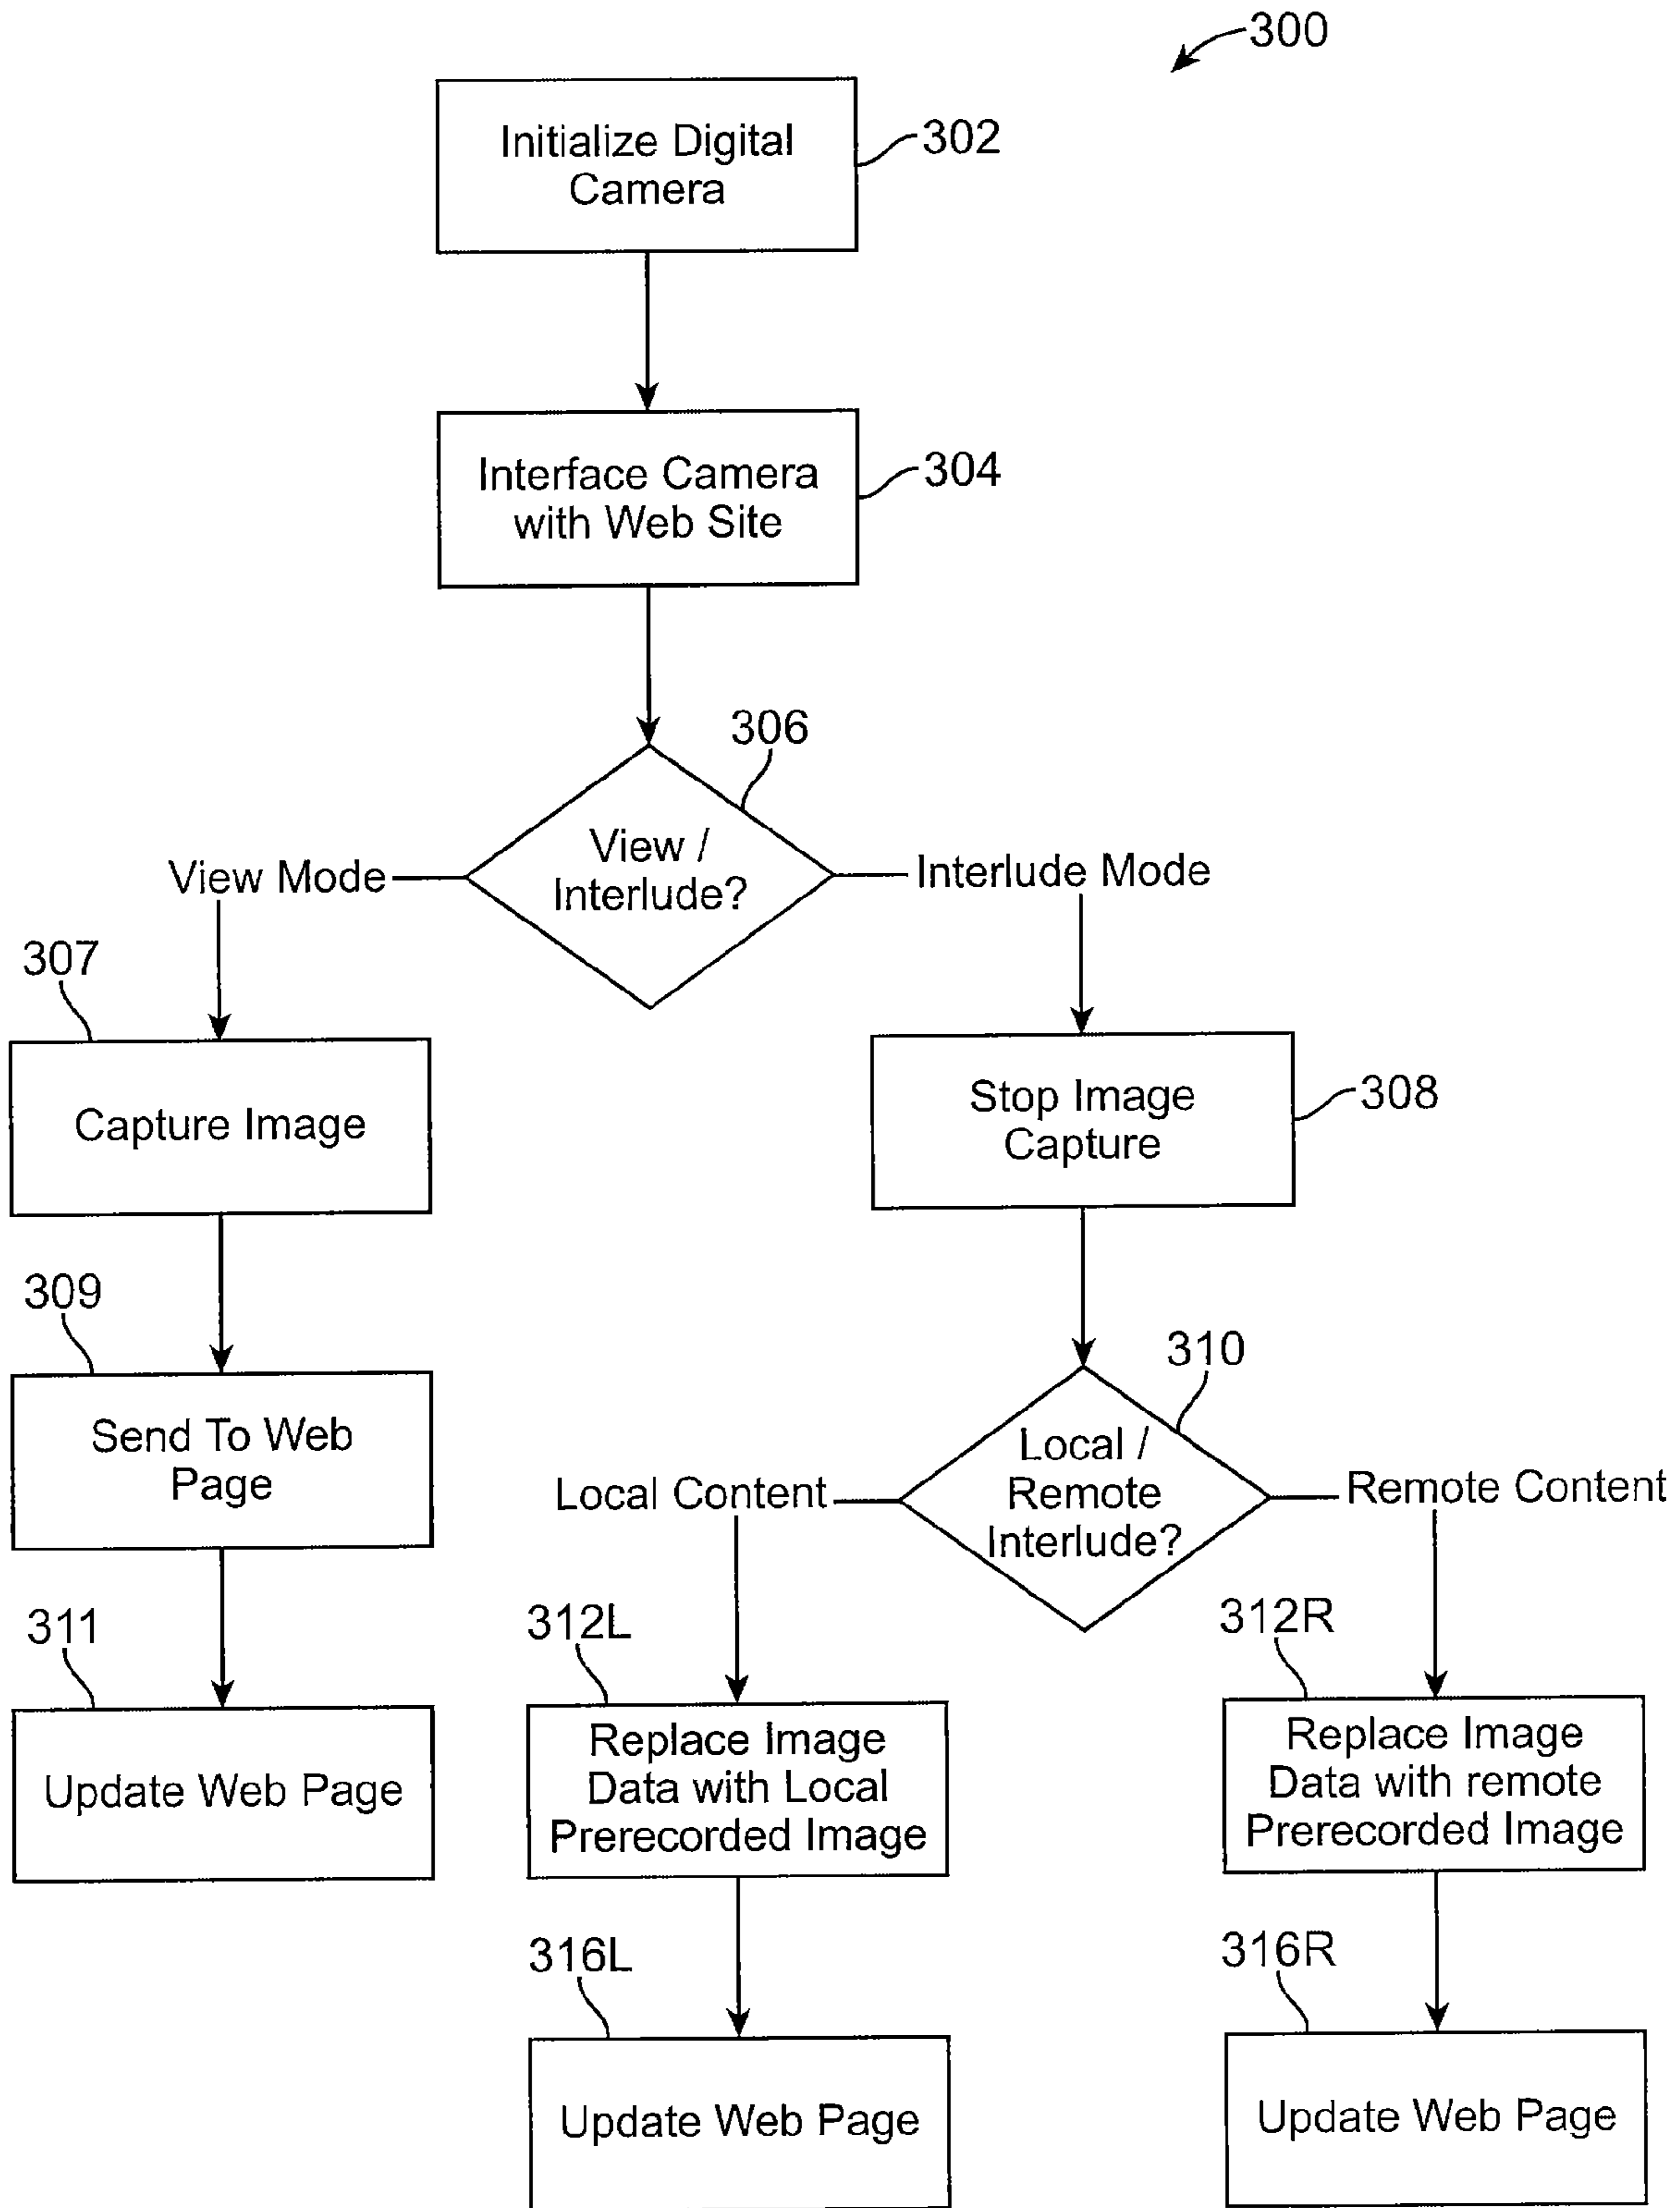 300
Initialize Digital
Camera
302
Interface Camera
with Web Site
304
306
View /
Interlude?
View Mode
Interlude Mode
307
Capture Image
Stop Image
Capture
308
309
Send To Web
Page
310
Local /
Remote
Interlude?
Local Content
Remote Content
311
Update Web Page
312L
Replace Image
Data with Local
Prerecorded Image
312R
Replace Image
Data with remote
Prerecorded Image
316L
Update Web Page
316R
Update Web Page